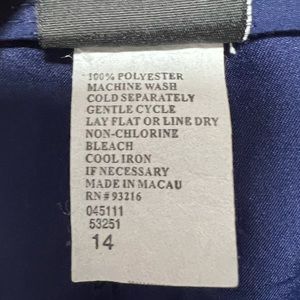 100% POLYESTER
MACHINE WASH
COLD SEPARATELY
GENTLE CYCLE
LAY FLAT OR LINE DRY
NON-CHLORINE
BLEACH
COOL IRON
IF NECESSARY
MADE IN MACAU
RN# 93216
045111
53251
14